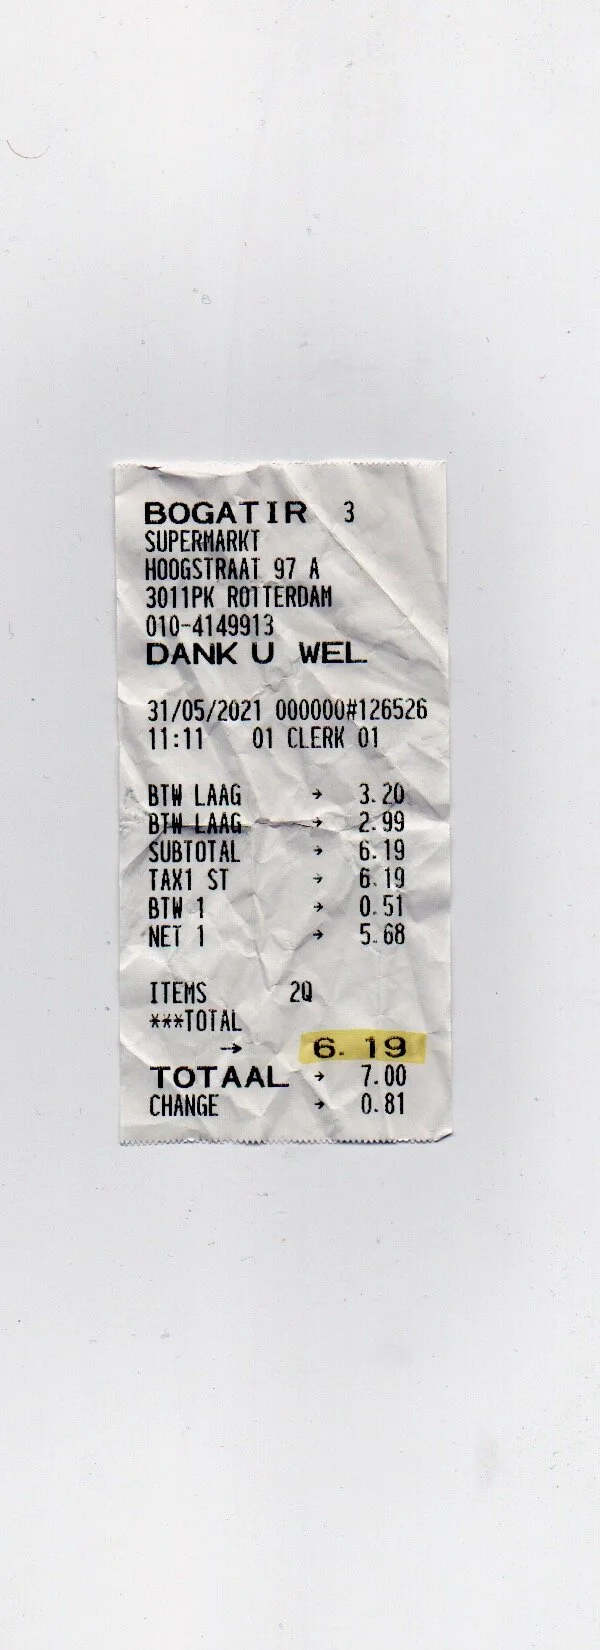 BOGATIR 3
SUPERMARKT
HOOGSTRAAT 97 A
3011PK ROTTERDAM
010-4149913
DANK U WEL
31/05/2021 000000#126526
11:11 01 CLERK 01
BTW LAAG → 3.20
BTW LAAG → 2.99
SUBTOTAL → 6.19
TAX1 ST → 6.19
BTW 1 → 0.51
NET 1 → 5.68
ITEMS 2Q
***TOTAL
→ 6.19
TOTAAL → 7.00
CHANGE → 0.81